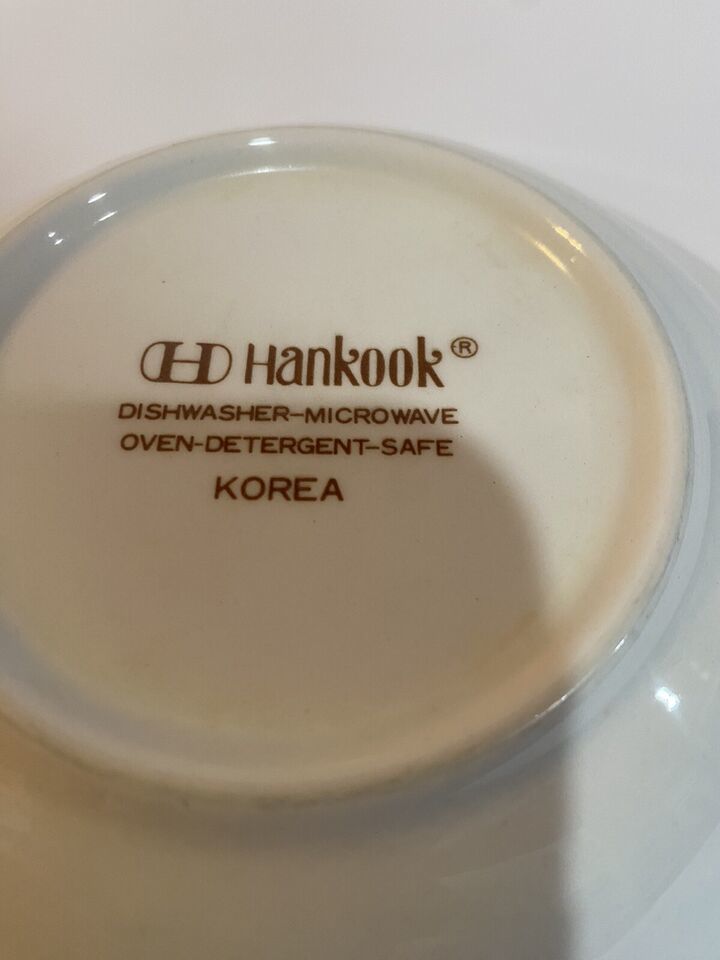 Hankook®
DISHWASHER-MICROWAVE
OVEN-DETERGENT-SAFE
KOREA